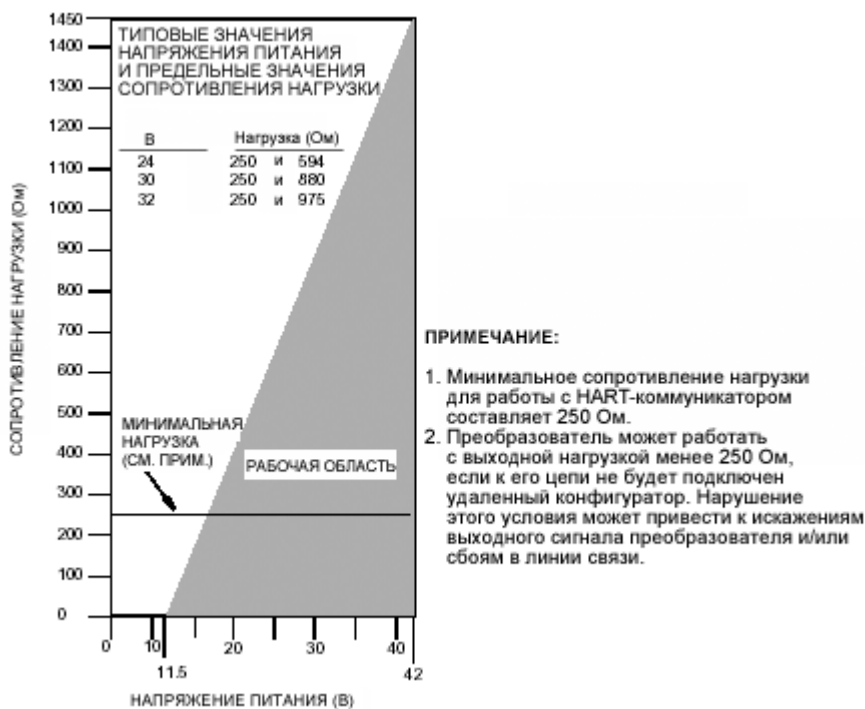 ТИПОВЫЕ ЗНАЧЕНИЯ
НАПРЯЖЕНИЯ ПИТАНИЯ
И ПРЕДЕЛЬНЫЕ ЗНАЧЕНИЯ
СОПРОТИВЛЕНИЯ НАГРУЗКИ
В Нагрузка (Ом)
24 250 и 594
30 250 и 880
32 250 и 975
СОПРОТИВЛЕНИЕ НАГРУЗКИ (Ом)
1450
1400
1300
1200
1100
1000
900
800
700
600
500
400
300
200
100
0
МИНИМАЛЬНАЯ
НАГРУЗКА
(СМ. ПРИМ.)
РАБОЧАЯ ОБЛАСТЬ
0 10 20 30 40
11.5 42
НАПРЯЖЕНИЕ ПИТАНИЯ (В)
ПРИМЕЧАНИЕ:
1. Минимальное сопротивление нагрузки
для работы с HART-коммуникатором
составляет 250 Ом.
2. Преобразователь может работать
с выходной нагрузкой менее 250 Ом,
если к его цепи не будет подключен
удаленный конфигуратор. Нарушение
этого условия может привести к искажениям
выходного сигнала преобразователя и/или
сбоям в линии связи.